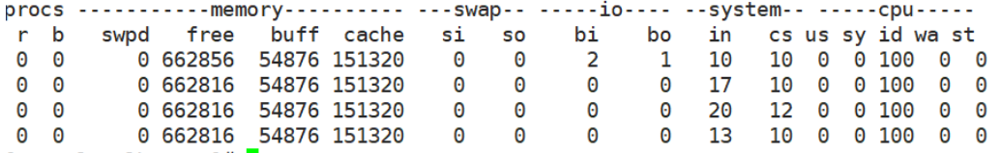 procs -----------memory---------- ---swap-- -----io---- --system-- -----cpu-----
 r  b   swpd   free   buff  cache   si   so    bi    bo   in   cs us sy id wa st
 0  0      0 662856  54876 151320    0    0     2     1   10   10  0  0 100  0  0
 0  0      0 662816  54876 151320    0    0     0     0   17   10  0  0 100  0  0
 0  0      0 662816  54876 151320    0    0     0     0   20   12  0  0 100  0  0
 0  0      0 662816  54876 151320    0    0     0     0   13   10  0  0 100  0  0